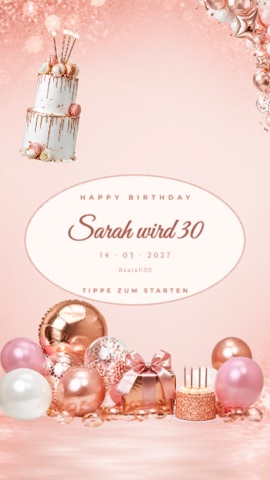 HAPPY BIRTHDAY
Sarah wird 30
14 · 03 · 2027
#sarah30
TIPPE ZUM STARTEN